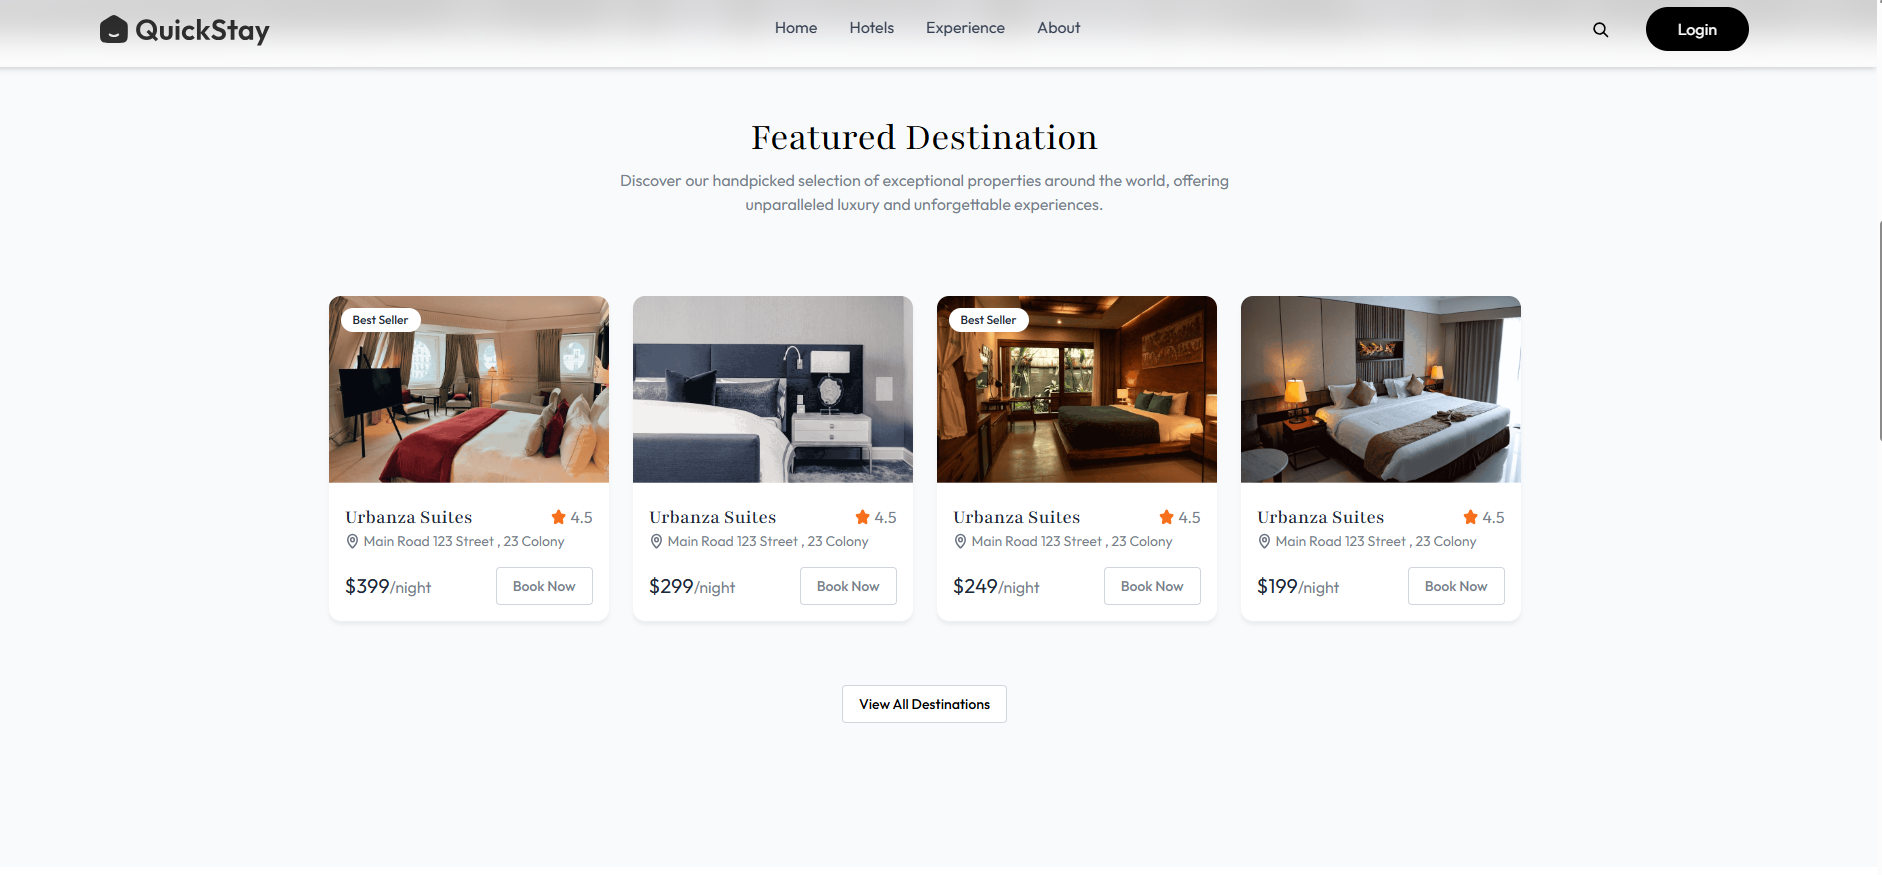 QuickStay
Home Hotels Experience About
Login
Featured Destination
Discover our handpicked selection of exceptional properties around the world, offering
unparalleled luxury and unforgettable experiences.
Best Seller
Urbanza Suites 4.5
Main Road 123 Street , 23 Colony
$399/night Book Now
Urbanza Suites 4.5
Main Road 123 Street , 23 Colony
$299/night Book Now
Best Seller
Urbanza Suites 4.5
Main Road 123 Street , 23 Colony
$249/night Book Now
Urbanza Suites 4.5
Main Road 123 Street , 23 Colony
$199/night Book Now
View All Destinations